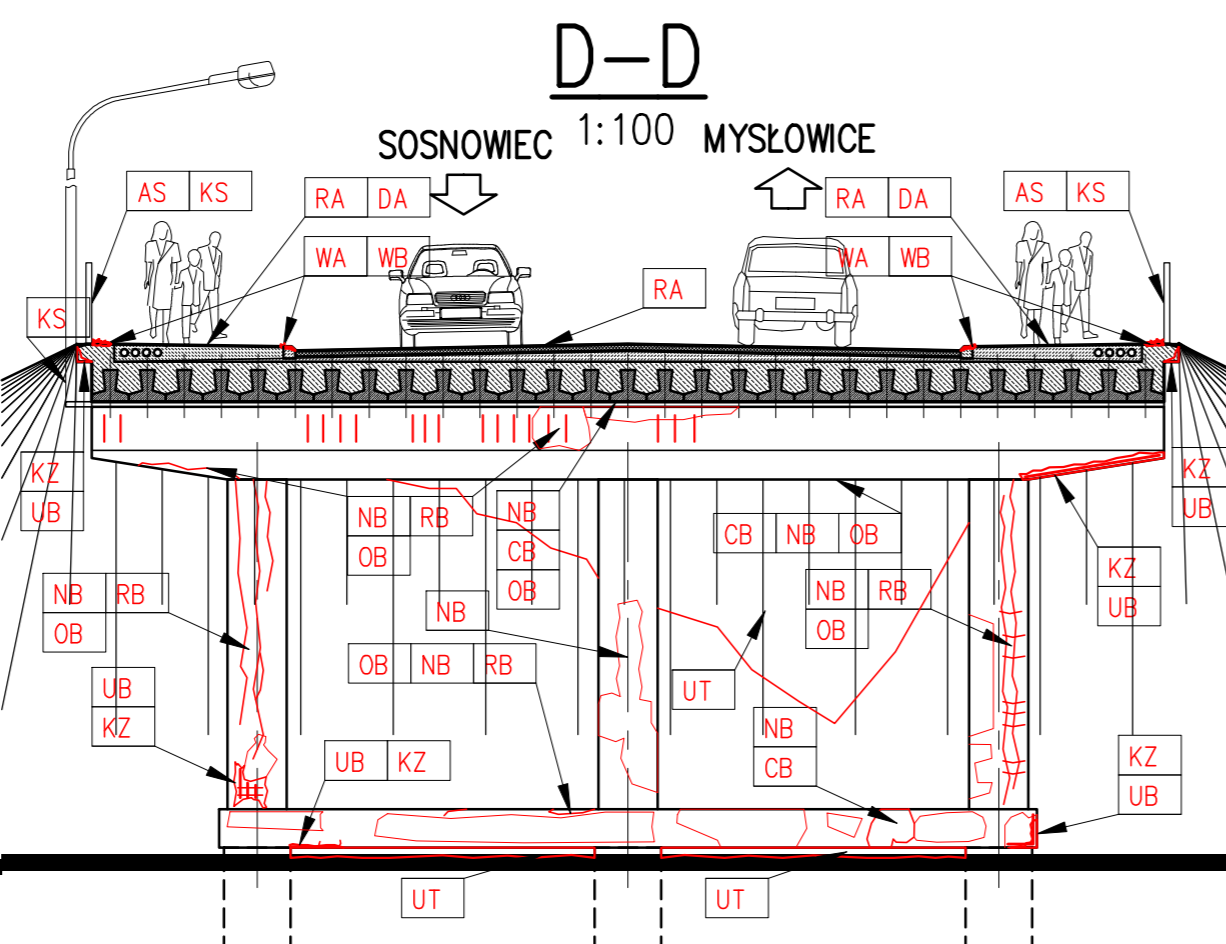 D-D
1:100
SOSNOWIEC MYSŁOWICE
AS KS RA DA RA DA AS KS
WA WB WA WB
RA
KS
KZ KZ
UB UB
NB RB NB CB NB OB
OB CB
OB
KZ
UB
NB RB NB NB RB
OB OB
OB NB RB
UB UT
KZ
NB
CB
UB KZ KZ
UB
UT UT